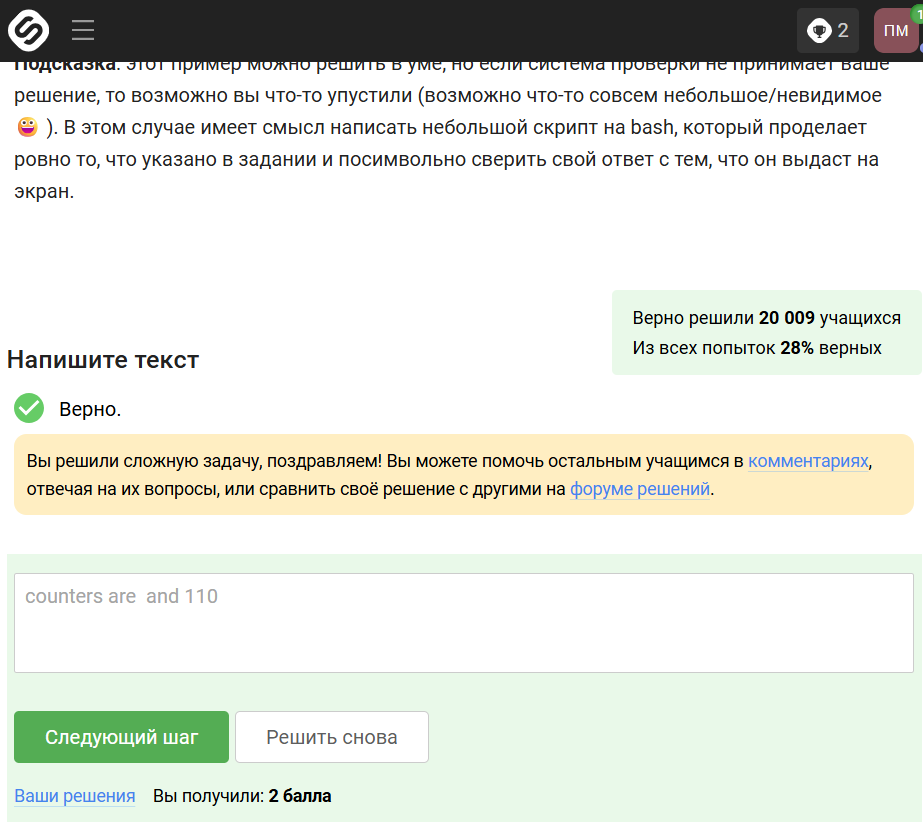 2
ПМ
1
Подсказка: этот пример можно решить в уме, но если система проверки не принимает ваше
решение, то возможно вы что-то упустили (возможно что-то совсем небольшое/невидимое
😀 ). В этом случае имеет смысл написать небольшой скрипт на bash, который проделает
ровно то, что указано в задании и посимвольно сверить свой ответ с тем, что он выдаст на
экран.
Верно решили 20 009 учащихся
Из всех попыток 28% верных
Напишите текст
Верно.
Вы решили сложную задачу, поздравляем! Вы можете помочь остальным учащимся в комментариях,
отвечая на их вопросы, или сравнить своё решение с другими на форуме решений.
counters are  and 110
Следующий шаг
Решить снова
Ваши решения Вы получили: 2 балла